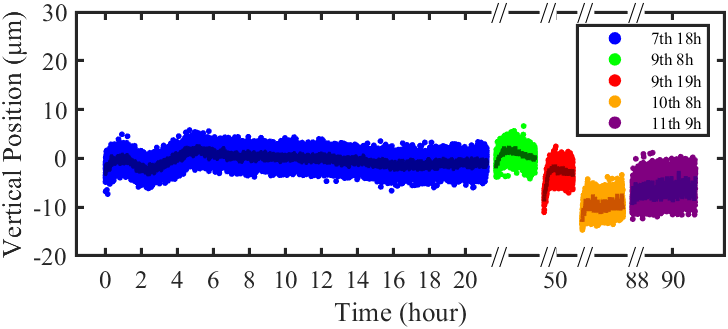 Vertical Position (μm)
30
20
10
0
-10
-20
7th 18h
9th 8h
9th 19h
10th 8h
11th 9h
0 2 4 6 8 10 12 14 16 18 20 50 88 90
Time (hour)